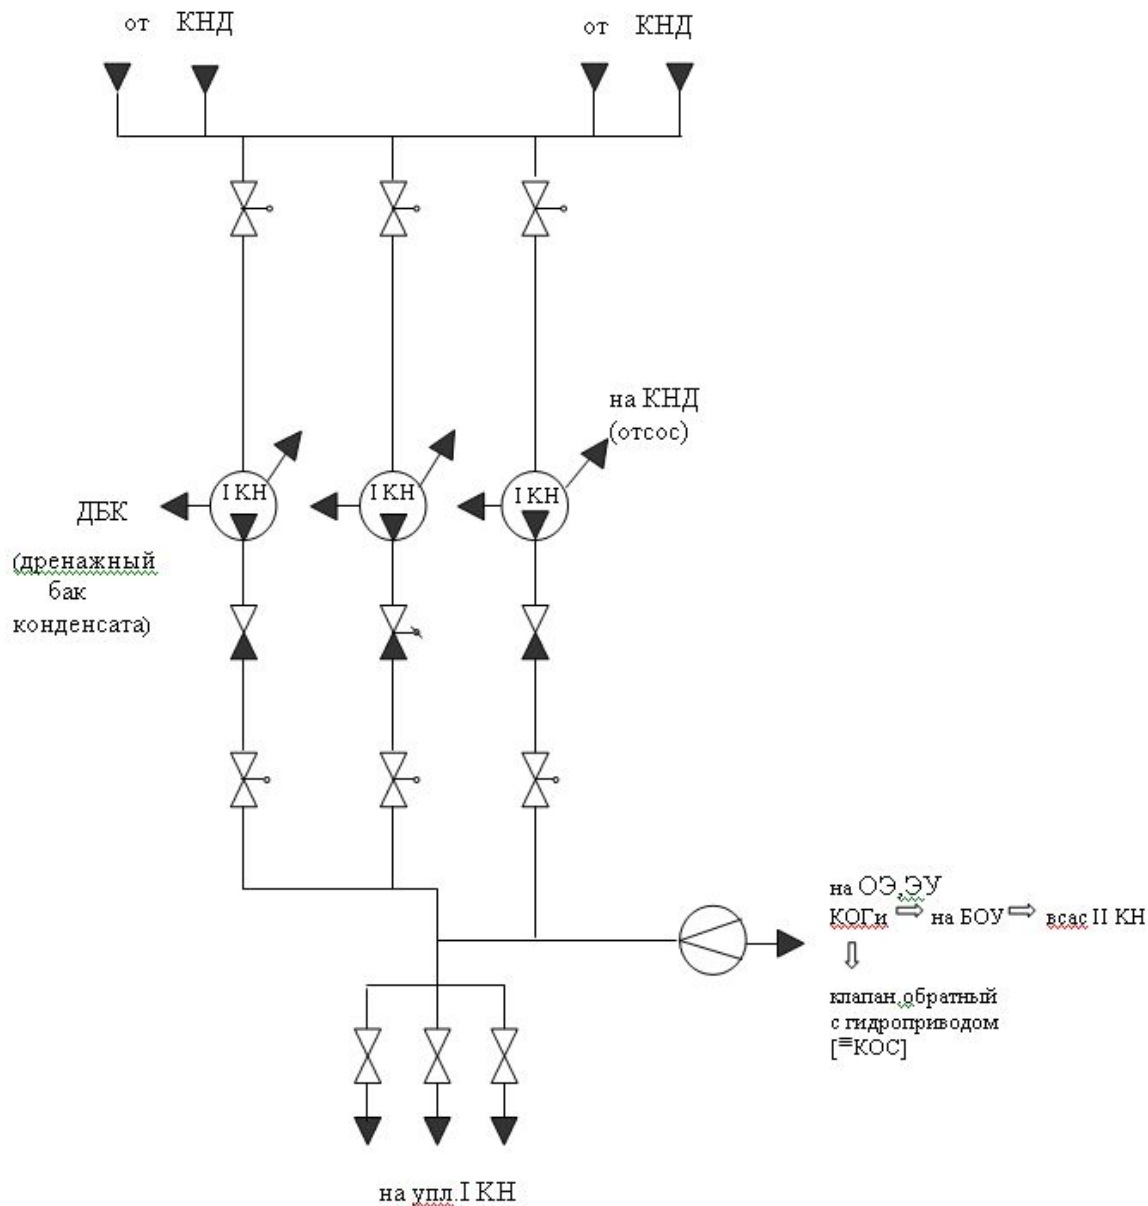 от КНД
от КНД
на КНД
(отсос)
I КН
I КН
I КН
ДБК
(дренажный
бак
конденсата)
на ОЭ,ЭУ
КОГи ⇨ на БОУ ⇨ всас II КН
⇩
клапан,обратный
с гидроприводом
[≡КОС]
на упл.I КН